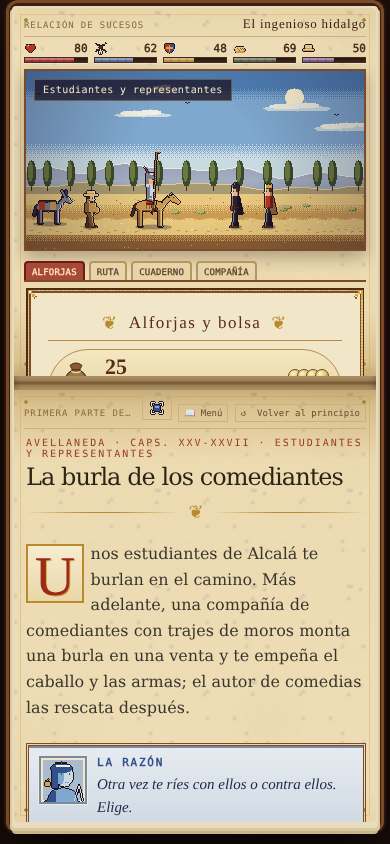 RELACIÓN DE SUCESOS
El ingenioso hidalgo
80 62 48 69 50
Estudiantes y representantes
ALFORJAS RUTA CUADERNO COMPAÑÍA
Alforjas y bolsa
25
PRIMERA PARTE DE…
Menú
↺ Volver al principio
AVELLANEDA · CAPS. XXV-XXVII · ESTUDIANTES
Y REPRESENTANTES
La burla de los comediantes
Unos estudiantes de Alcalá te
burlan en el camino. Más
adelante, una compañía de
comediantes con trajes de moros monta
una burla en una venta y te empeña el
caballo y las armas; el autor de comedias
las rescata después.
LA RAZÓN
Otra vez te ríes con ellos o contra ellos.
Elige.